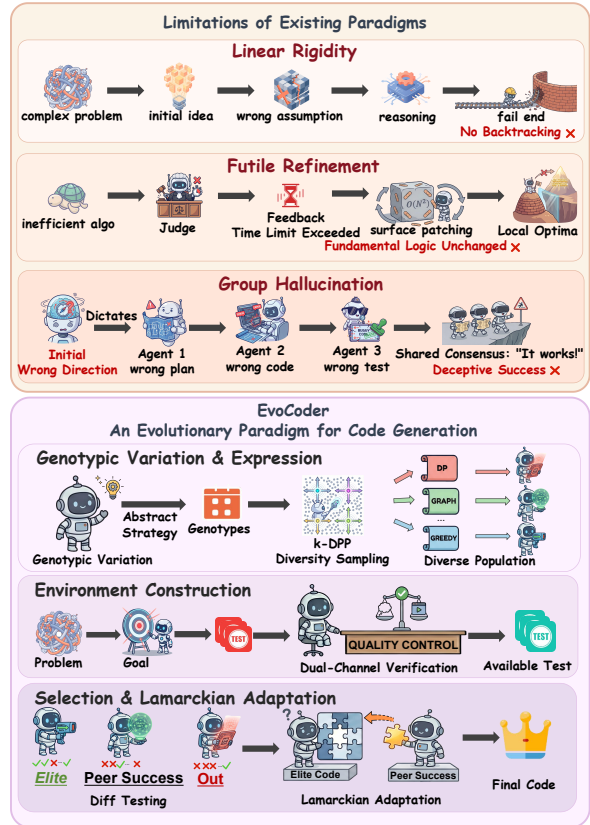 Limitations of Existing Paradigms
Linear Rigidity
complex problem
initial idea
wrong assumption
reasoning
fail end
No Backtracking ×
Futile Refinement
inefficient algo
Judge
Feedback
Time Limit Exceeded
O(N²)
surface patching
Local Optima
Fundamental Logic Unchanged ×
Group Hallucination
Dictates
Initial
Wrong Direction
Agent 1
wrong plan
Agent 2
wrong code
Agent 3
wrong test
Shared Consensus: "It works!"
Deceptive Success ×
EvoCoder
An Evolutionary Paradigm for Code Generation
Genotypic Variation & Expression
Genotypic Variation
Abstract
Strategy
Genotypes
k-DPP
Diversity Sampling
DP
GRAPH
...
GREEDY
Diverse Population
Environment Construction
Problem
Goal
TEST
QUALITY CONTROL
Dual-Channel Verification
TEST
Available Test
Selection & Lamarckian Adaptation
Elite
Peer Success
Out
Diff Testing
?
Elite Code
Peer Success
Lamarckian Adaptation
Final Code